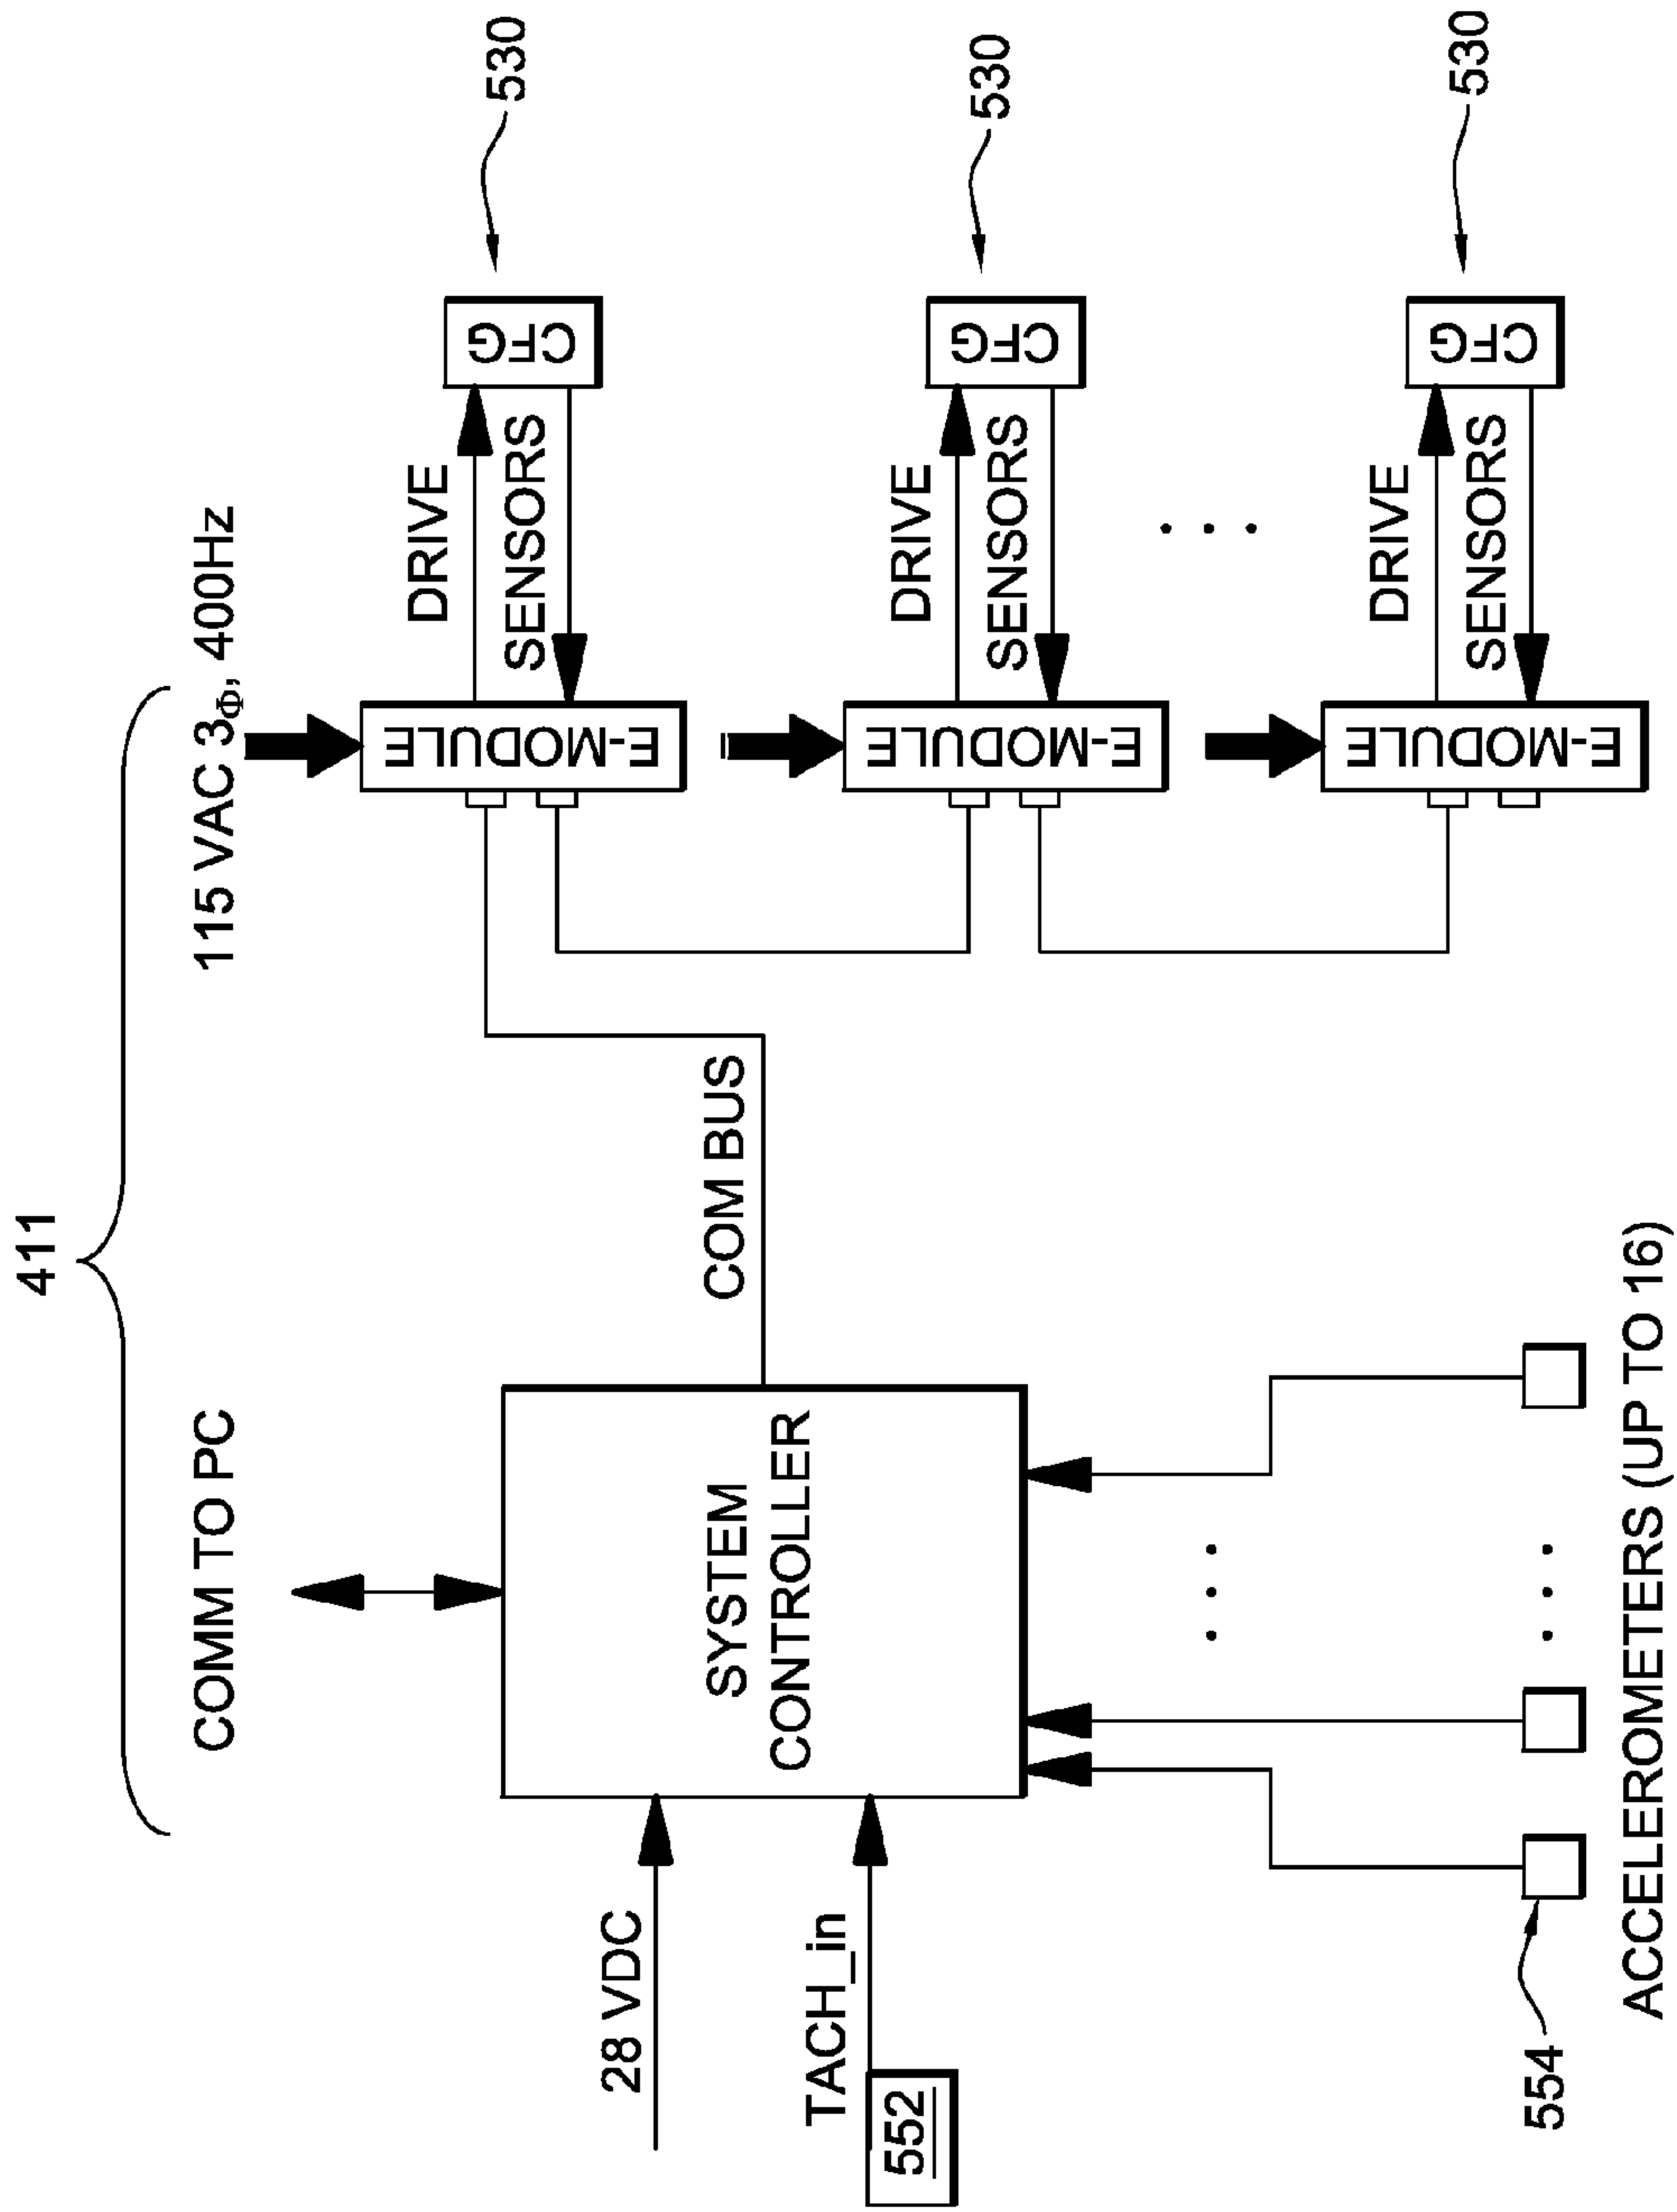 411
COMM TO PC
115 VAC 3Φ, 400Hz
28 VDC
TACH_in
552
SYSTEM
CONTROLLER
COM BUS
E-MODULE
DRIVE
SENSORS
CFG
530
E-MODULE
DRIVE
SENSORS
CFG
530
E-MODULE
DRIVE
SENSORS
CFG
530
554
ACCELEROMETERS (UP TO 16)